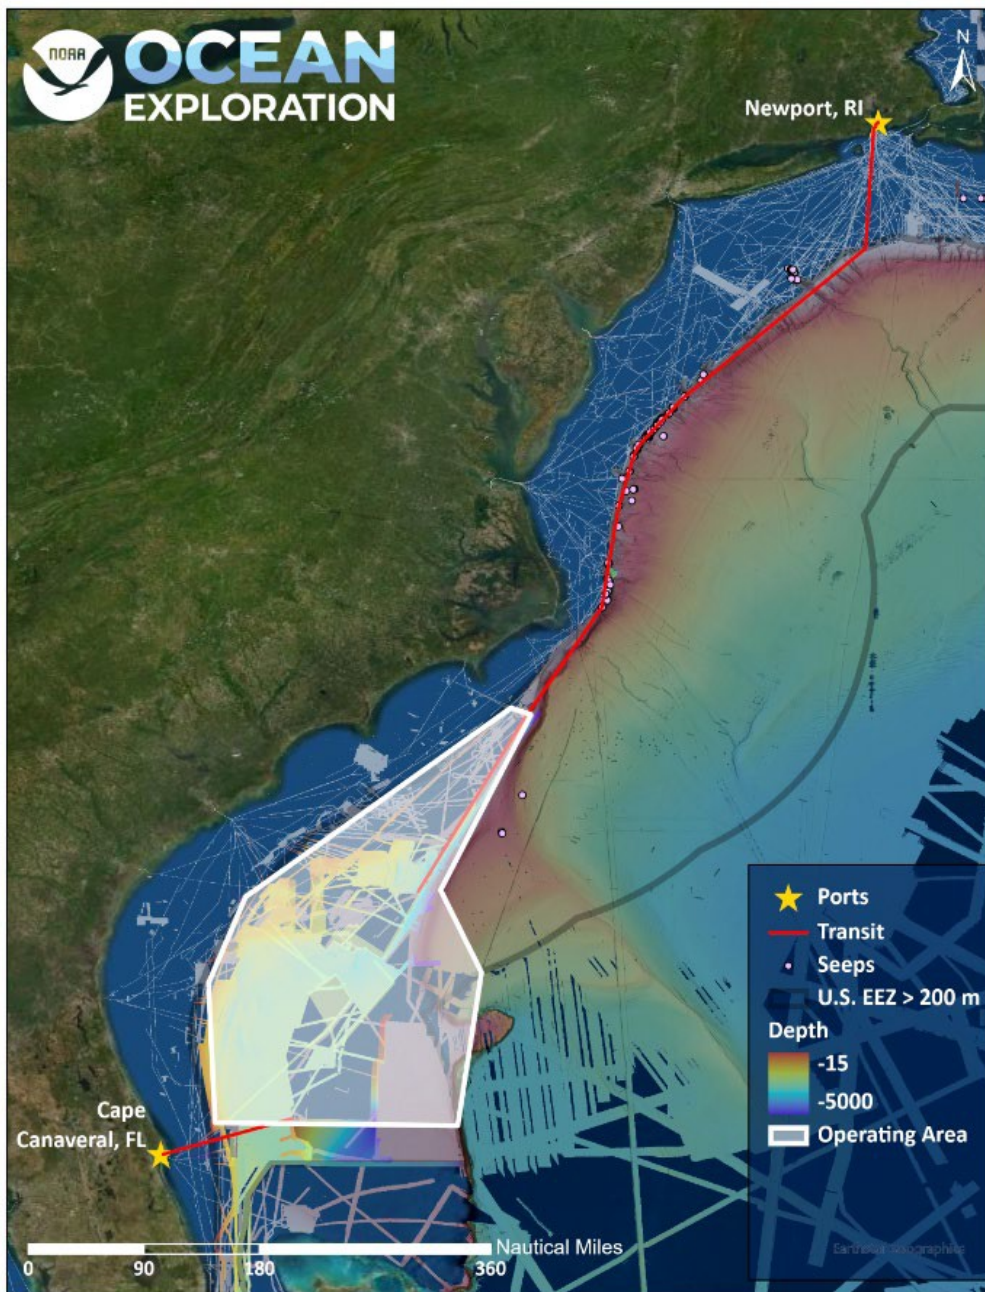 NOAA
OCEAN
EXPLORATION
N
Newport, RI
Ports
Transit
Seeps
U.S. EEZ > 200 m
Depth
-15
-5000
Operating Area
Cape
Canaveral, FL
Nautical Miles
0 90 180 360